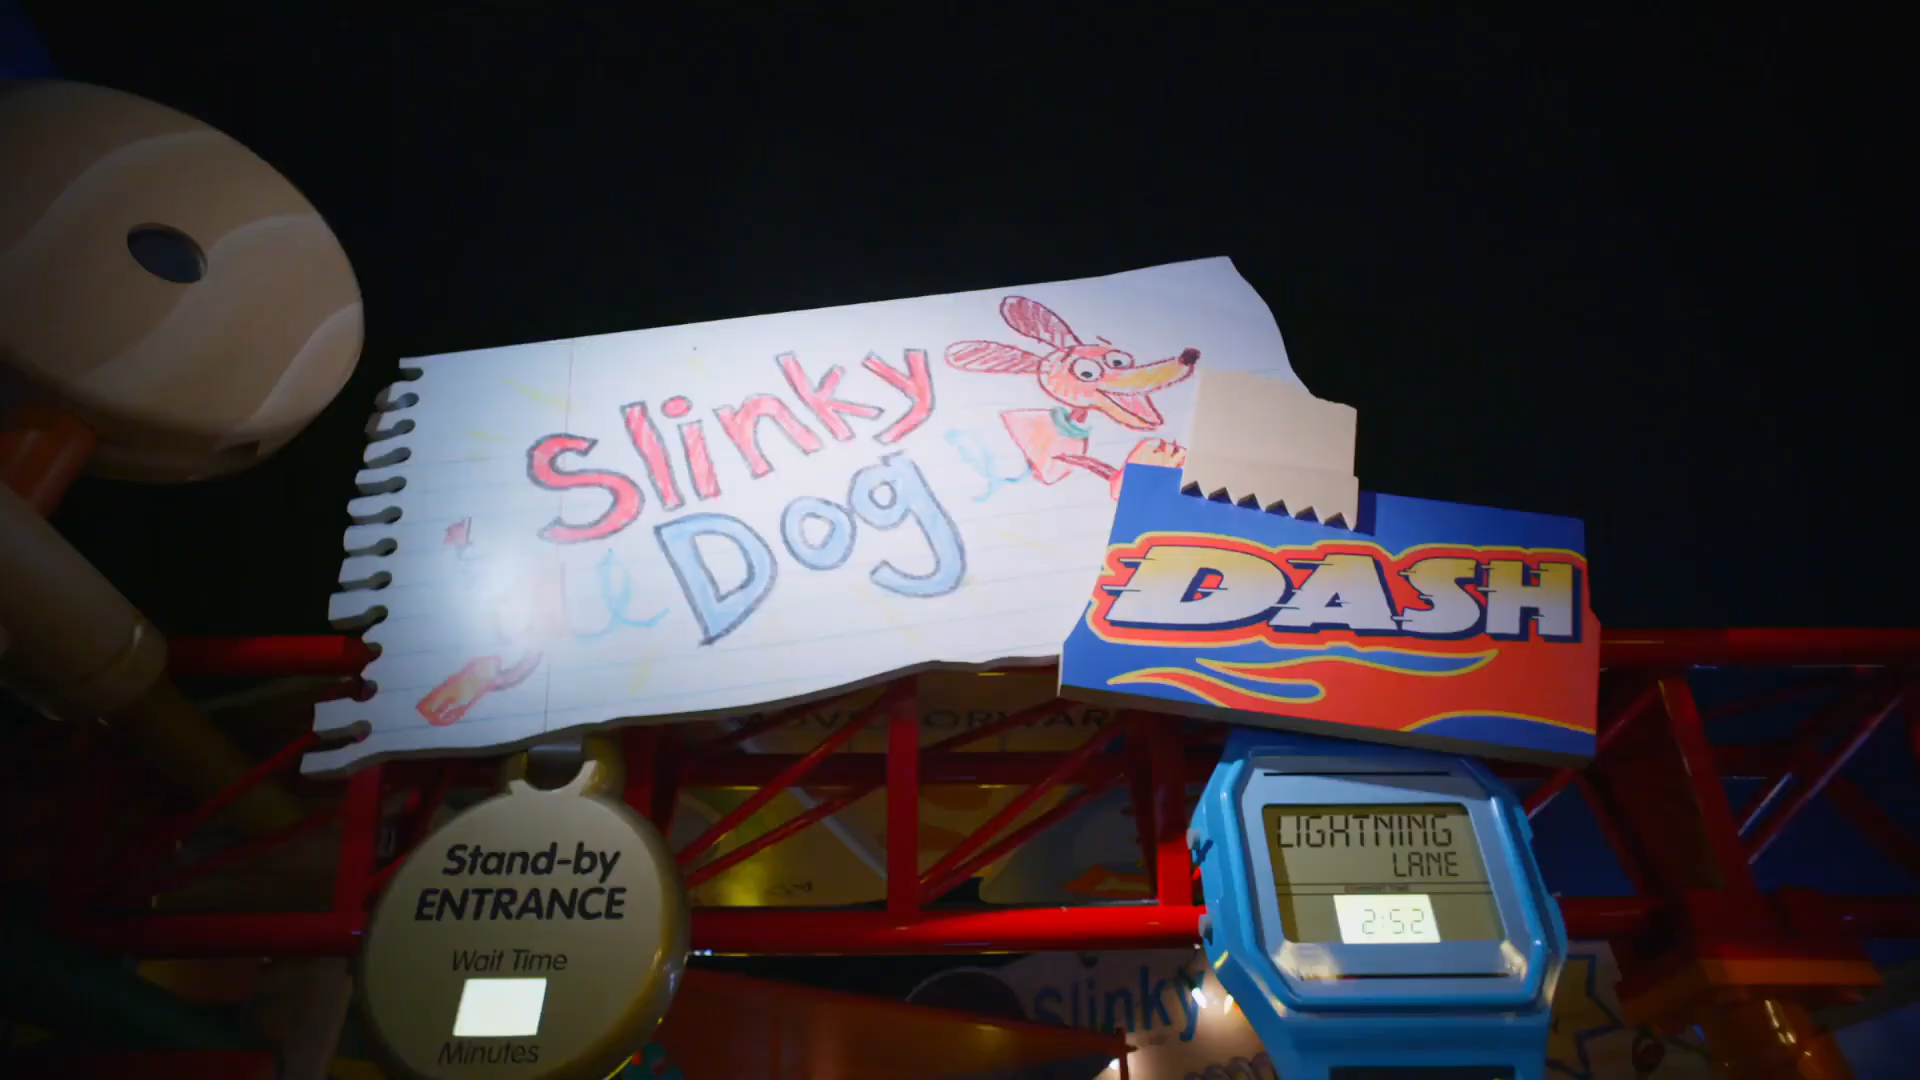 Slinky
Dog
DASH
Stand-by
ENTRANCE
Wait Time
Minutes
LIGHTNING
LANE
2:52
Slinky